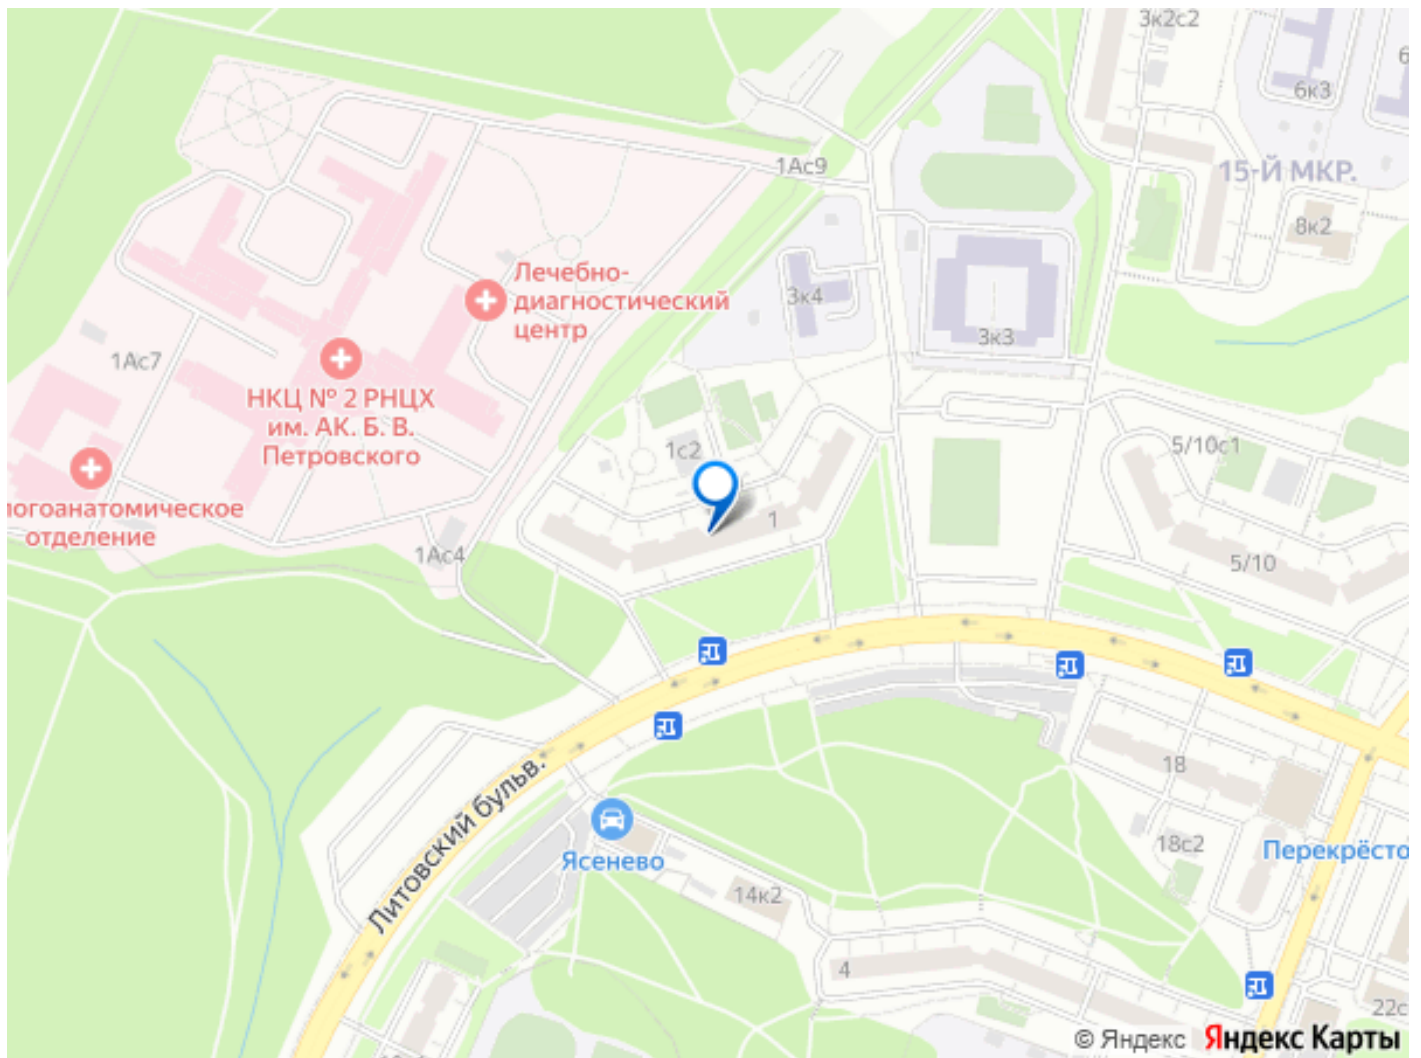 3к2с2
6к3
15-Й МКР.
1Ас9
8к2
Лечебно-
диагностический
центр
3к4
3к3
1Ас7
НКЦ № 2 РНЦХ
им. АК. Б. В.
Петровского
1с2
5/10с1
логоанатомическое
отделение
1
1Ас4
5/10
Литовский бульв.
18
Ясенево
18с2
Перекрёсто
14к2
4
22с
© Яндекс Яндекс Карты